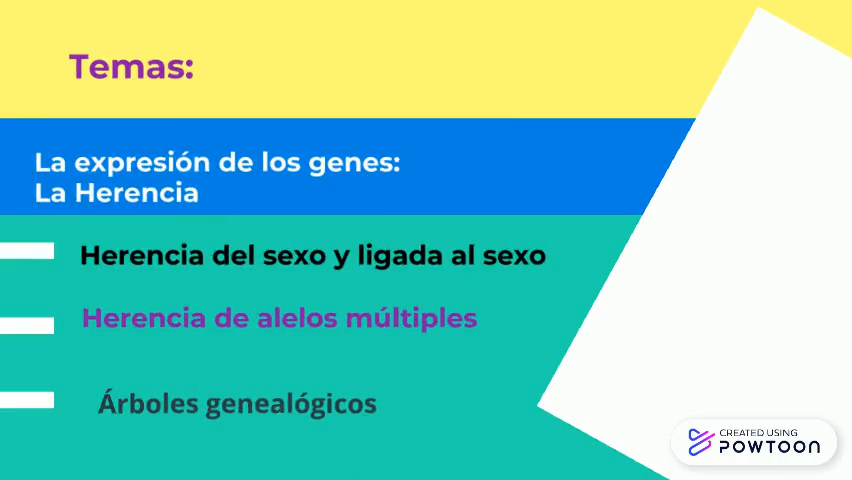 Temas:
La expresión de los genes:
La Herencia
Herencia del sexo y ligada al sexo
Herencia de alelos múltiples
Árboles genealógicos
CREATED USING
POWTOON